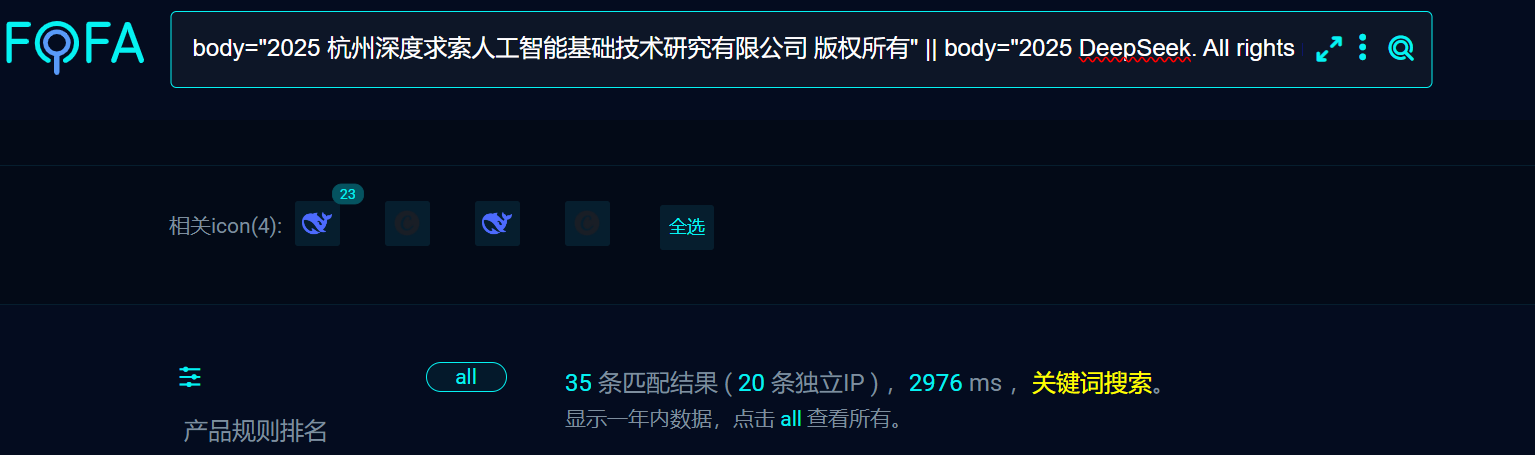 FOFA
body="2025 杭州深度求索人工智能基础技术研究有限公司 版权所有" || body="2025 DeepSeek. All rights
23
相关icon(4):
全选
all
35 条匹配结果 ( 20 条独立IP ) ，2976 ms ，关键词搜索。
显示一年内数据，点击 all 查看所有。
产品规则排名